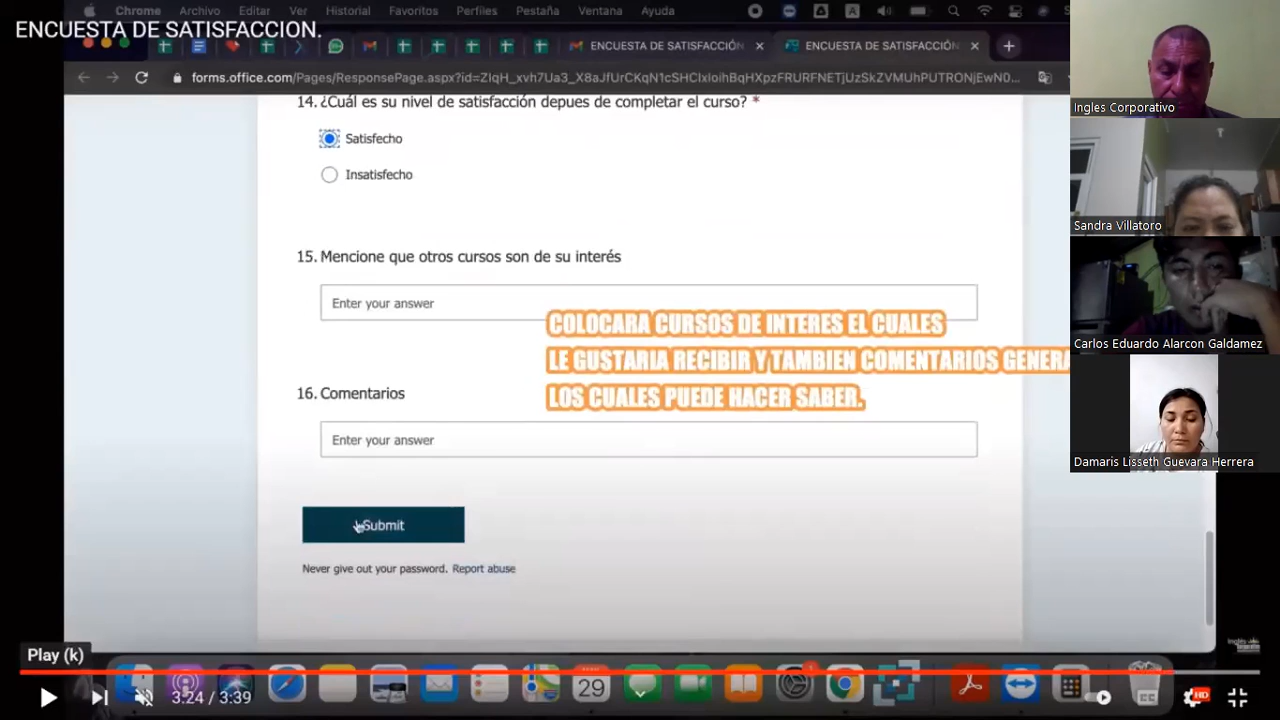 Chrome Archivo Editar Ver Historial Favoritos Perfiles Pestaña Ventana Ayuda
ENCUESTA DE SATISFACCION.
ENCUESTA DE SATISFACCIÓN
ENCUESTA DE SATISFACCIÓN
forms.office.com/Pages/ResponsePage.aspx?id=ZIqH_xvh7Ua3_X8aJfUrCKqN1cSHCIxIoihBqHXpzFRURFNETjUzSkZVMUhPUTRONjEwN0...
14. ¿Cuál es su nivel de satisfacción depues de completar el curso? *
Satisfecho
Insatisfecho
15. Mencione que otros cursos son de su interés
Enter your answer
COLOCARA CURSOS DE INTERES EL CUALES
LE GUSTARIA RECIBIR Y TAMBIEN COMENTARIOS GENERA
LOS CUALES PUEDE HACER SABER.
16. Comentarios
Enter your answer
Submit
Never give out your password. Report abuse
Ingles Corporativo
Sandra Villatoro
Carlos Eduardo Alarcon Galdamez
Damaris Lisseth Guevara Herrera
Play (k)
29
3:24 / 3:39
HD